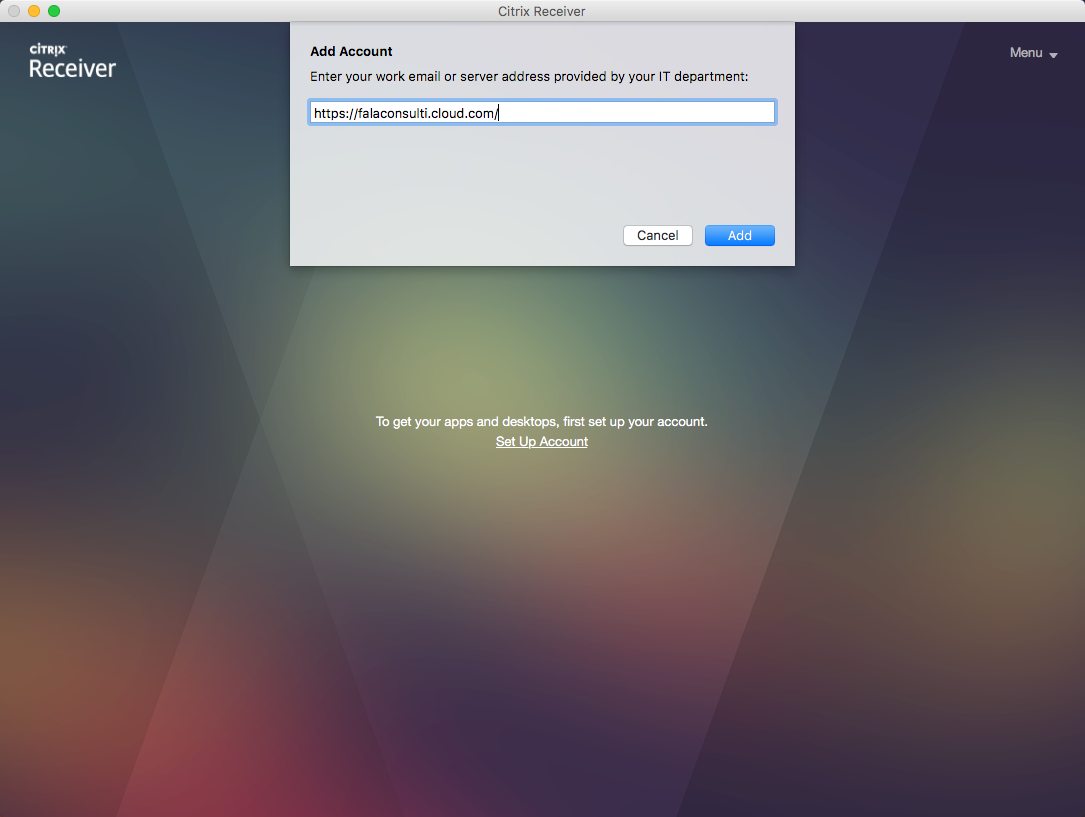 Citrix Receiver
CİTRIX
Receiver
Menu
Add Account
Enter your work email or server address provided by your IT department:
https://falaconsulti.cloud.com/
Cancel
Add
To get your apps and desktops, first set up your account.
Set Up Account